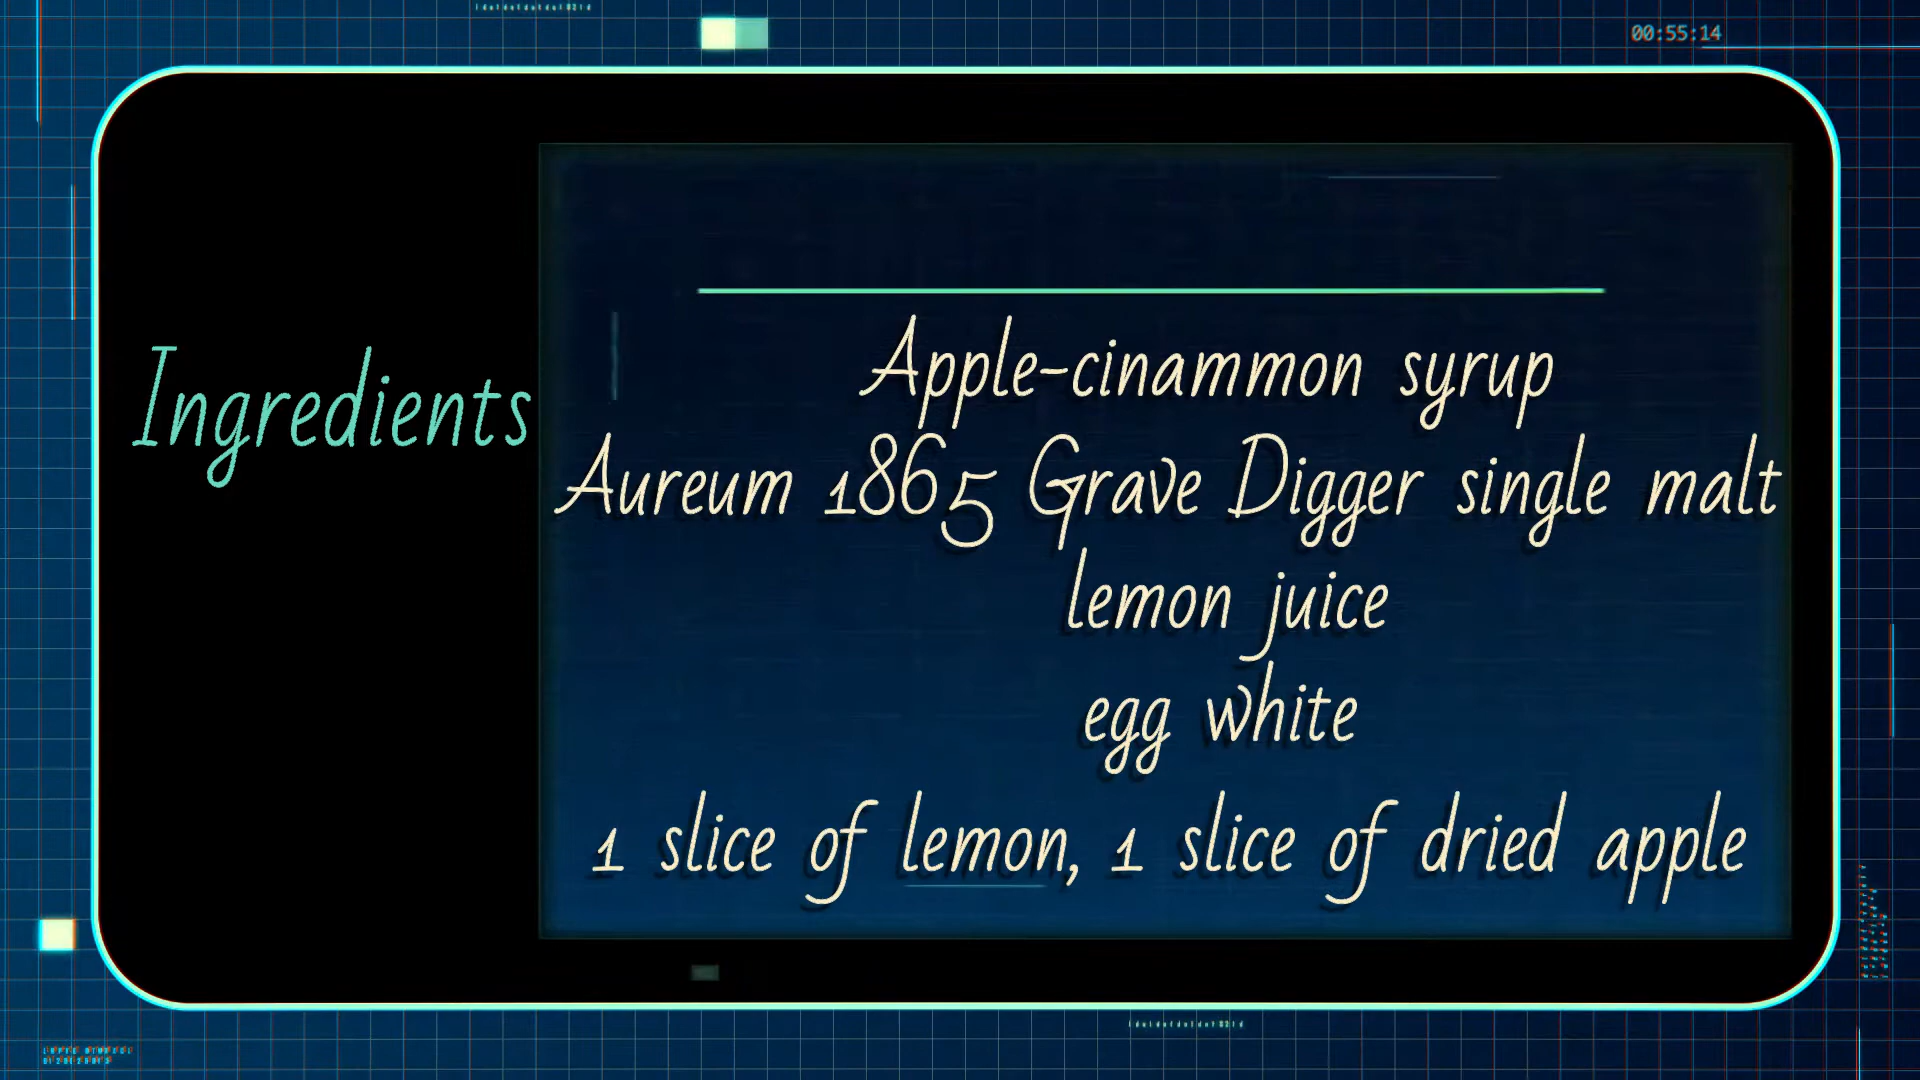 00:55:14
Ingredients
Apple-cinammon syrup
Aureum 1865 Grave Digger single malt
lemon juice
egg white
1 slice of lemon, 1 slice of dried apple